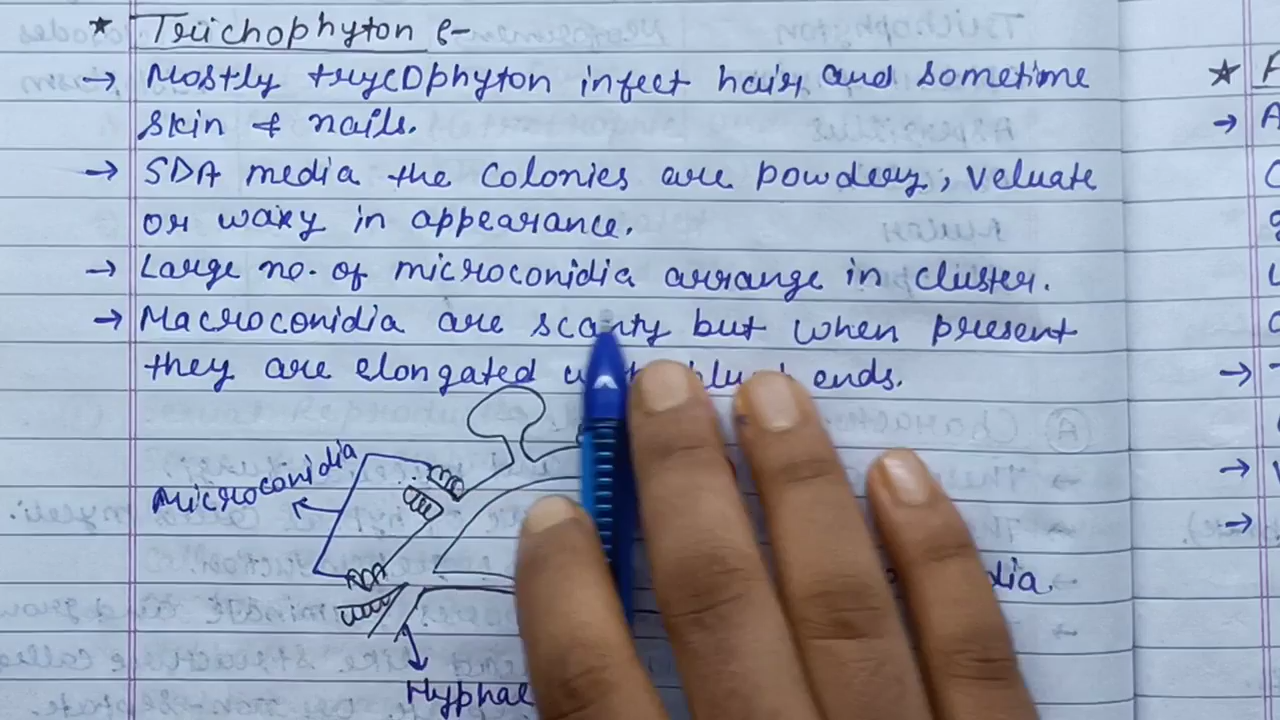 ★ Trichophyton :-
→ Mostly trycophyton infect hair, and sometime
skin & nails.
→ SDA media the colonies are powdery, veluate
or waxy in appearance.
→ Large no. of microconidia arrange in cluster.
→ Macroconidia are scanty but when present
they are elongated blunt ends.
Microconidia
dia
Hyphae
★
→ A
→
→
→